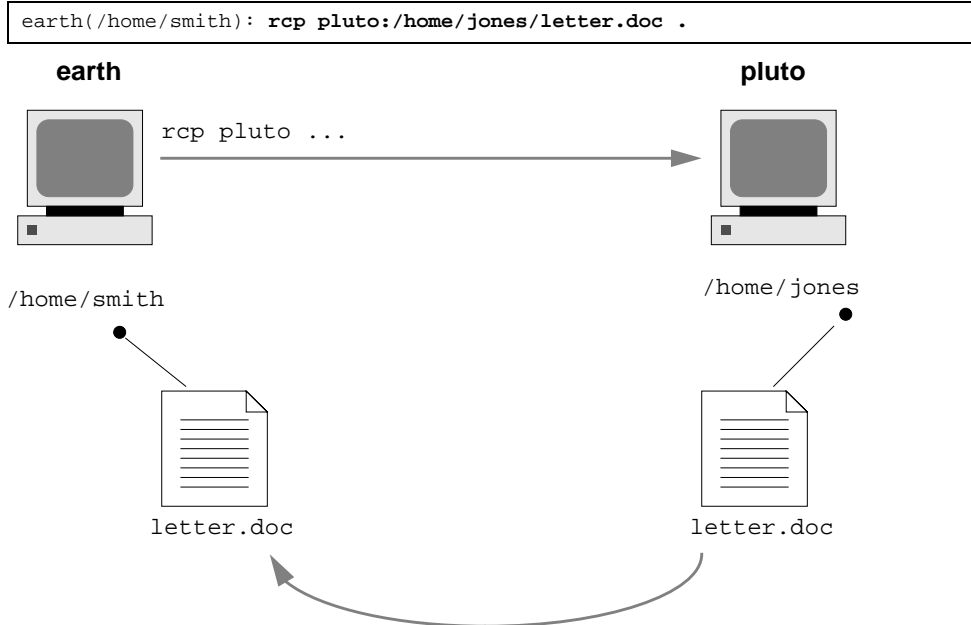 earth(/home/smith): rcp pluto:/home/jones/letter.doc .
earth
pluto
rcp pluto ...
/home/smith
/home/jones
letter.doc
letter.doc